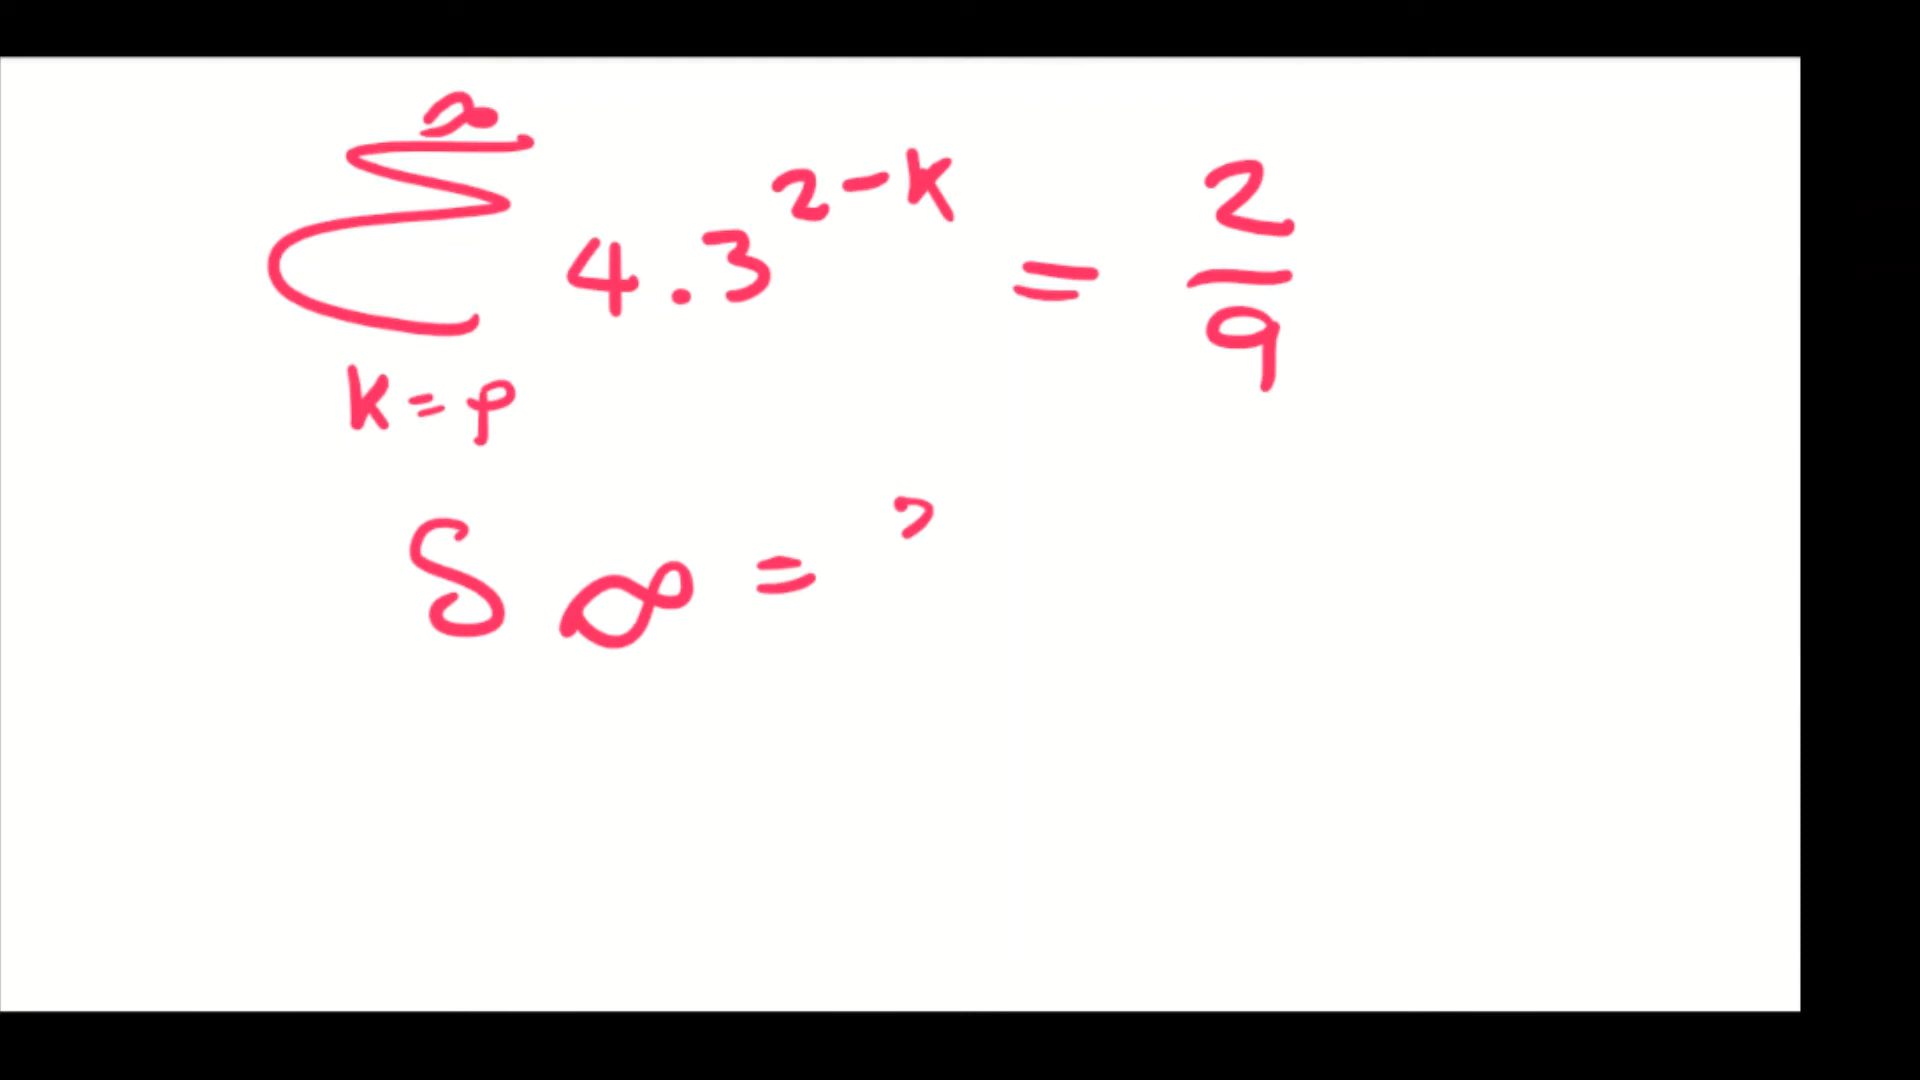 ∞
∑ 4.3^{2-k} = 2/9
k=p
S∞ = ?